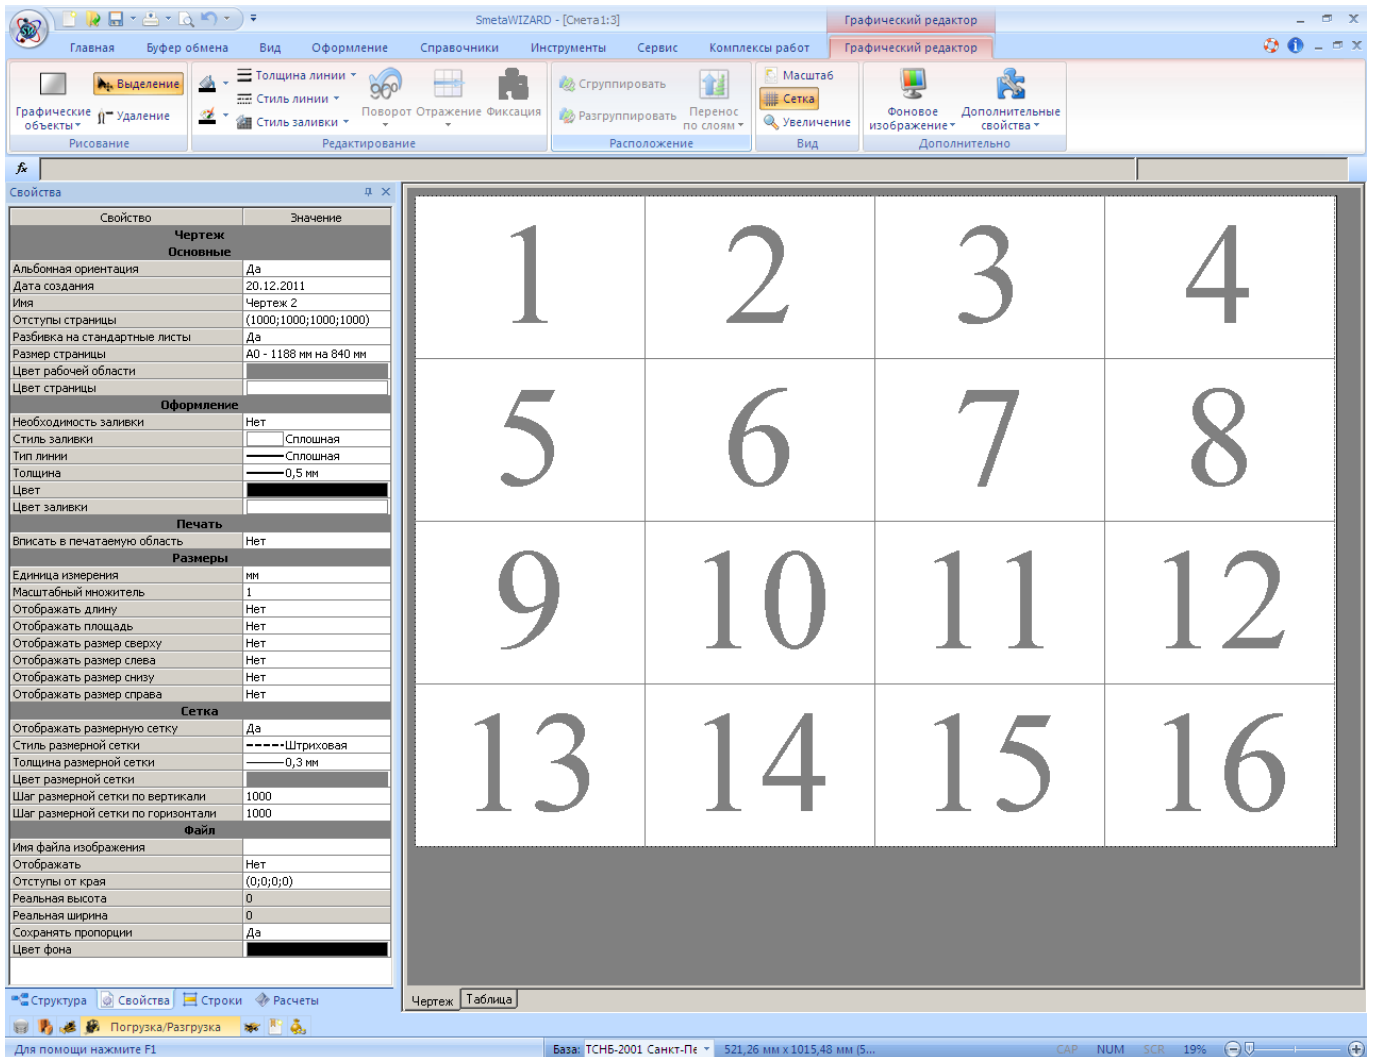 SmetaWIZARD - [Смета1:3]
Графический редактор
Главная Буфер обмена Вид Оформление Справочники Инструменты Сервис Комплексы работ Графический редактор
Графические объекты
Выделение
Удаление
Рисование
Толщина линии
Стиль линии
Стиль заливки
Поворот Отражение Фиксация
Редактирование
Сгруппировать
Разгруппировать
Перенос по слоям
Расположение
Масштаб
Сетка
Увеличение
Вид
Фоновое изображение
Дополнительные свойства
Дополнительно
fx
Свойства
Свойство Значение
Чертеж
Основные
Альбомная ориентация Да
Дата создания 20.12.2011
Имя Чертеж 2
Отступы страницы (1000;1000;1000;1000)
Разбивка на стандартные листы Да
Размер страницы А0 - 1188 мм на 840 мм
Цвет рабочей области
Цвет страницы
Оформление
Необходимость заливки Нет
Стиль заливки Сплошная
Тип линии Сплошная
Толщина 0,5 мм
Цвет
Цвет заливки
Печать
Вписать в печатаемую область Нет
Размеры
Единица измерения мм
Масштабный множитель 1
Отображать длину Нет
Отображать площадь Нет
Отображать размер сверху Нет
Отображать размер слева Нет
Отображать размер снизу Нет
Отображать размер справа Нет
Сетка
Отображать размерную сетку Да
Стиль размерной сетки Штриховая
Толщина размерной сетки 0,3 мм
Цвет размерной сетки
Шаг размерной сетки по вертикали 1000
Шаг размерной сетки по горизонтали 1000
Файл
Имя файла изображения
Отображать Нет
Отступы от края (0;0;0;0)
Реальная высота 0
Реальная ширина 0
Сохранять пропорции Да
Цвет фона
1 2 3 4
5 6 7 8
9 10 11 12
13 14 15 16
Структура Свойства Строки Расчеты
Чертеж Таблица
Погрузка/Разгрузка
Для помощи нажмите F1
База: ТСНБ-2001 Санкт-Пе
521,26 мм x 1015,48 мм (5...
CAP NUM SCR 19%